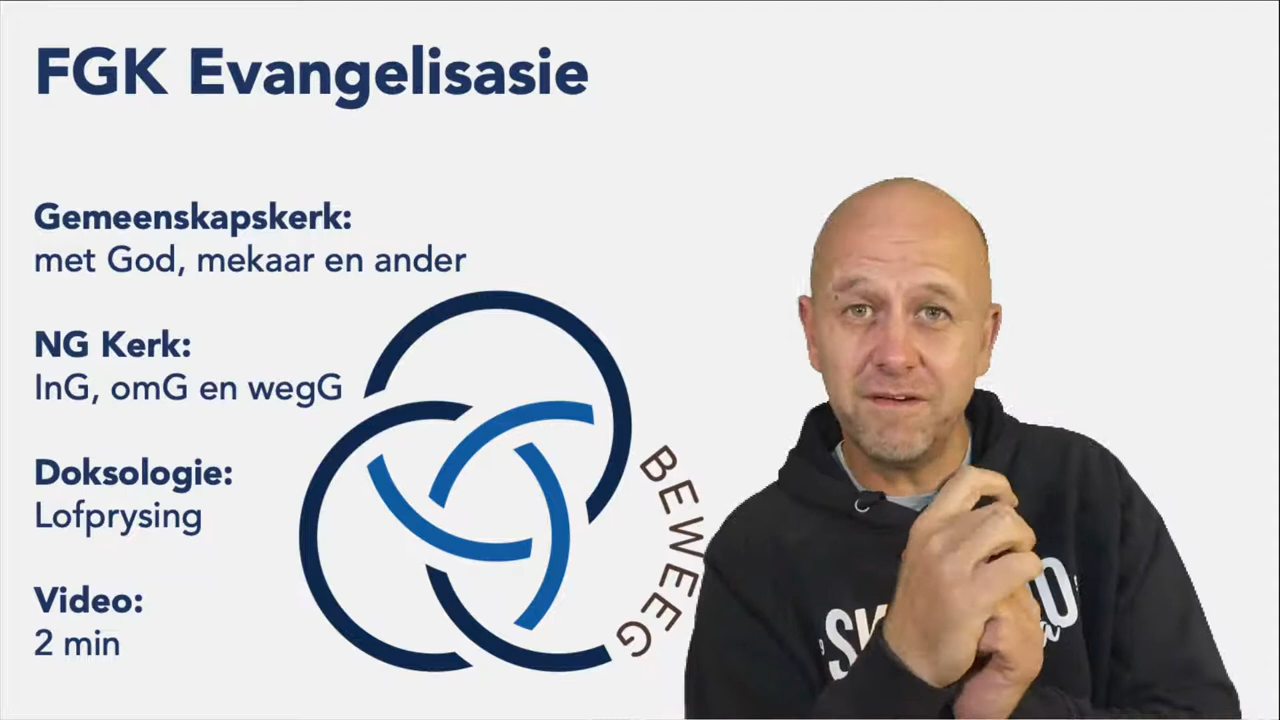 FGK Evangelisasie
Gemeenskapskerk:
met God, mekaar en ander
NG Kerk:
InG, omG en wegG
Doksologie:
Lofprysing
Video:
2 min
BEWEEG